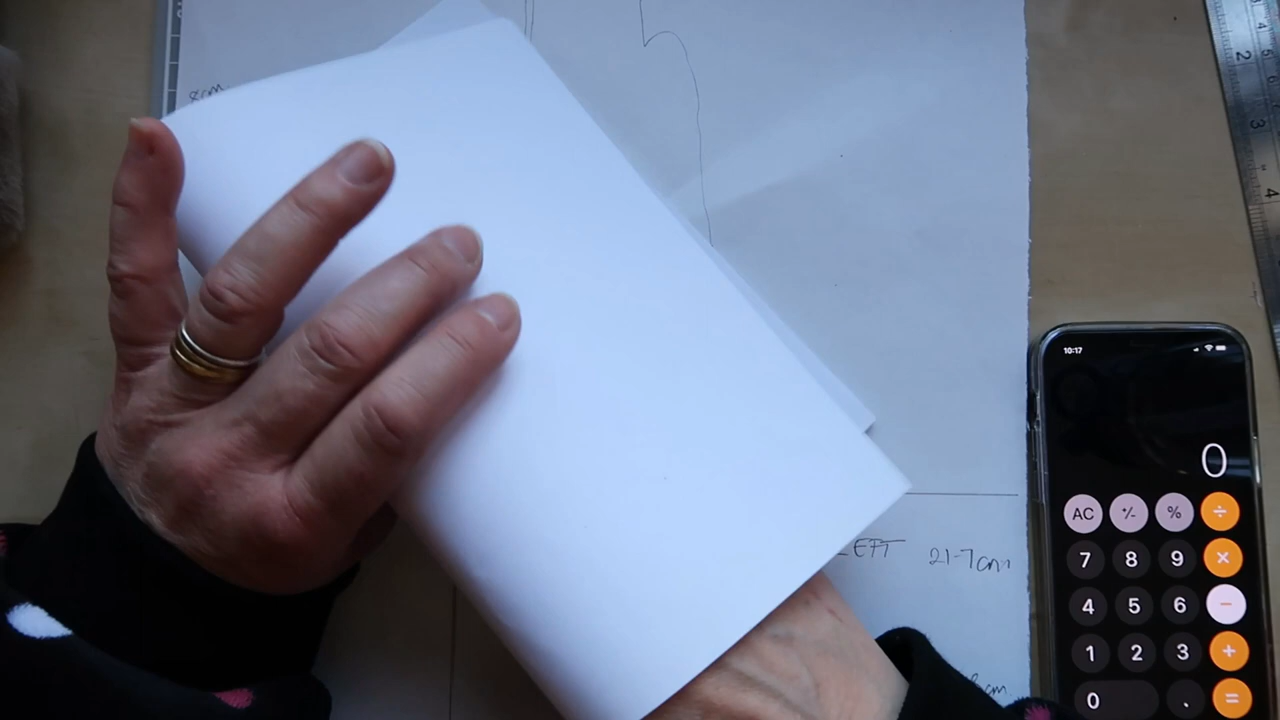 8cm
10:17
0
AC +/- % ÷
7 8 9 ×
4 5 6 −
1 2 3 +
0 . =
21-7cm
cm
2
3
4